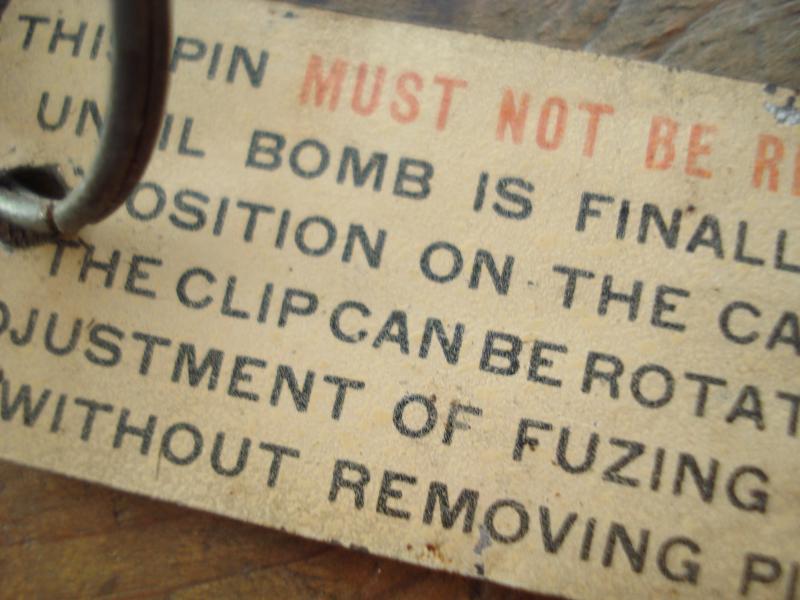 THIS PIN MUST NOT BE RE
UNTIL BOMB IS FINALL
POSITION ON THE CA
THE CLIP CAN BE ROTAT
DJUSTMENT OF FUZING
WITHOUT REMOVING PI